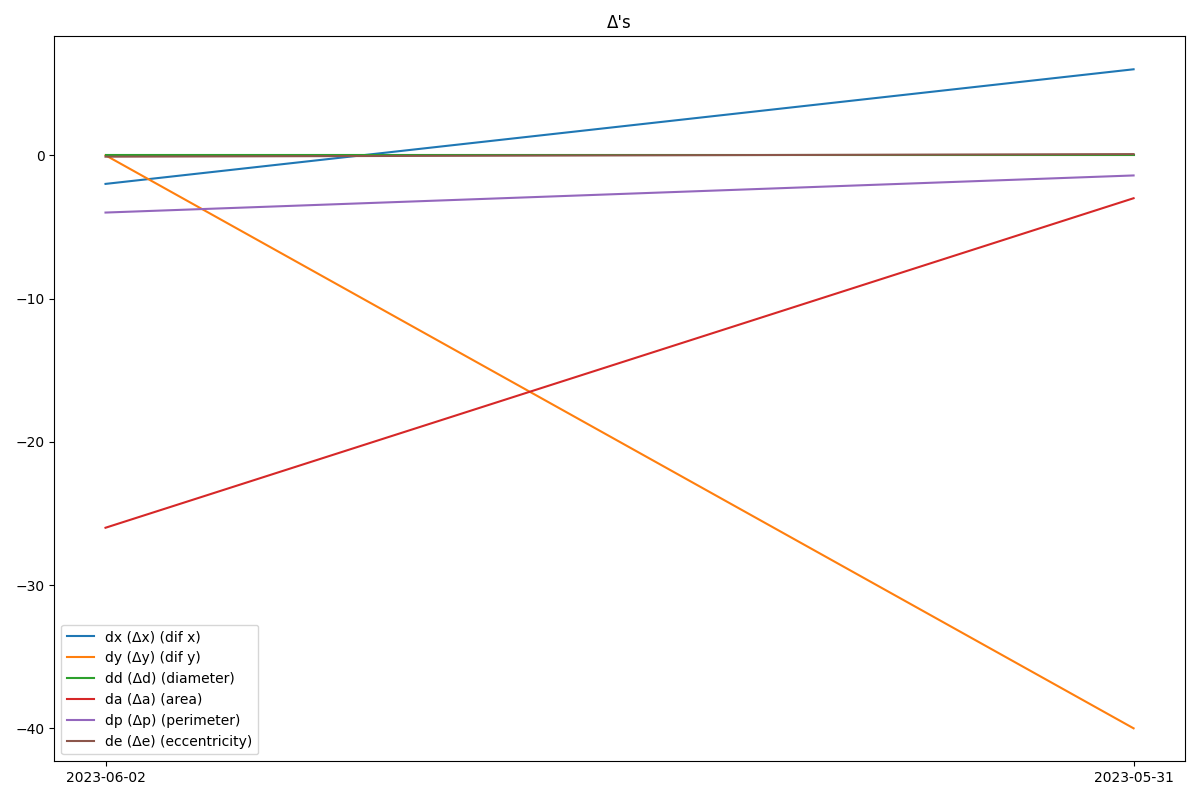 Δ's
0
−10
−20
−30
−40
dx (Δx) (dif x)
dy (Δy) (dif y)
dd (Δd) (diameter)
da (Δa) (area)
dp (Δp) (perimeter)
de (Δe) (eccentricity)
2023-06-02 2023-05-31